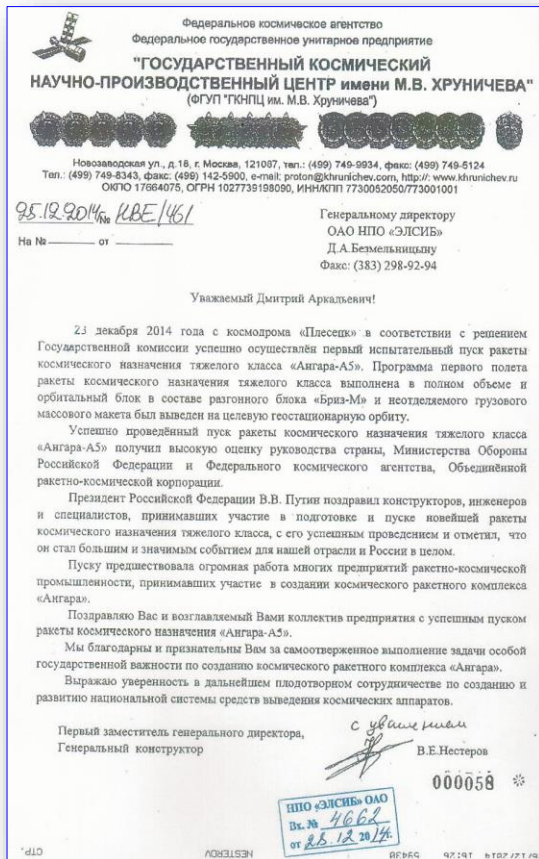 Федеральное космическое агентство
Федеральное государственное унитарное предприятие
"ГОСУДАРСТВЕННЫЙ КОСМИЧЕСКИЙ
НАУЧНО-ПРОИЗВОДСТВЕННЫЙ ЦЕНТР имени М.В. ХРУНИЧЕВА"
(ФГУП "ГКНПЦ им. М.В. Хруничева")
Новозаводская ул., д.18, г. Москва, 121087, тел.: (499) 749-9934, факс: (499) 749-5124
Тел.: (499) 749-8343, факс: (499) 142-5900, e-mail: proton@khrunichev.com, http://: www.khrunichev.ru
ОКПО 17664075, ОГРН 1027739198090, ИНН/КПП 7730052050/773001001
25.12.2014 № НВЕ/461
На № от
Генеральному директору
ОАО НПО «ЭЛСИБ»
Д.А.Безмельницыну
Факс: (383) 298-92-94
Уважаемый Дмитрий Аркадьевич!
23 декабря 2014 года с космодрома «Плесецк» в соответствии с решением
Государственной комиссии успешно осуществлён первый испытательный пуск ракеты
космического назначения тяжелого класса «Ангара-А5». Программа первого полета
ракеты космического назначения тяжелого класса выполнена в полном объеме и
орбитальный блок в составе разгонного блока «Бриз-М» и неотделяемого грузового
массового макета был выведен на целевую геостационарную орбиту.
Успешно проведённый пуск ракеты космического назначения тяжелого класса
«Ангара-А5» получил высокую оценку руководства страны, Министерства Обороны
Российской Федерации и Федерального космического агентства, Объединённой
ракетно-космической корпорации.
Президент Российской Федерации В.В. Путин поздравил конструкторов, инженеров
и специалистов, принимавших участие в подготовке и пуске новейшей ракеты
космического назначения тяжелого класса, с его успешным проведением и отметил, что
он стал большим и значимым событием для нашей отрасли и России в целом.
Пуску предшествовала огромная работа многих предприятий ракетно-космической
промышленности, принимавших участие в создании космического ракетного комплекса
«Ангара».
Поздравляю Вас и возглавляемый Вами коллектив предприятия с успешным пуском
ракеты космического назначения «Ангара-А5».
Мы благодарны и признательны Вам за самоотверженное выполнение задачи особой
государственной важности по созданию космического ракетного комплекса «Ангара».
Выражаю уверенность в дальнейшем плодотворном сотрудничестве по созданию и
развитию национальной системы средств выведения космических аппаратов.
с уважением
Первый заместитель генерального директора,
Генеральный конструктор
В.Е.Нестеров
000058
НПО «ЭЛСИБ» ОАО
Вх. № 4662
от 25.12 2014г.
СТР.
NESTEROV